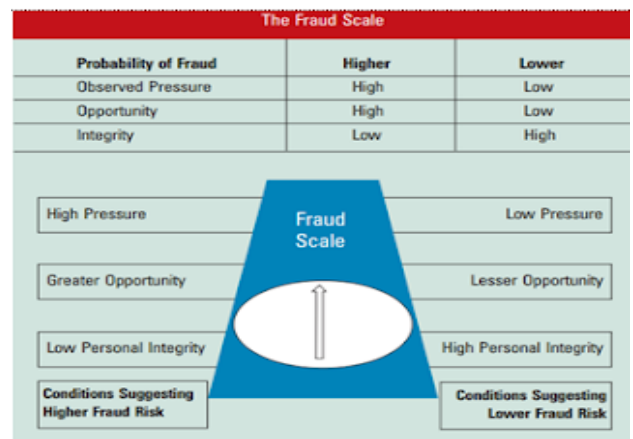 The Fraud Scale
Probability of Fraud Higher Lower
Observed Pressure High Low
Opportunity High Low
Integrity Low High
Fraud
Scale
High Pressure Low Pressure
Greater Opportunity Lesser Opportunity
Low Personal Integrity High Personal Integrity
Conditions Suggesting
Higher Fraud Risk
Conditions Suggesting
Lower Fraud Risk